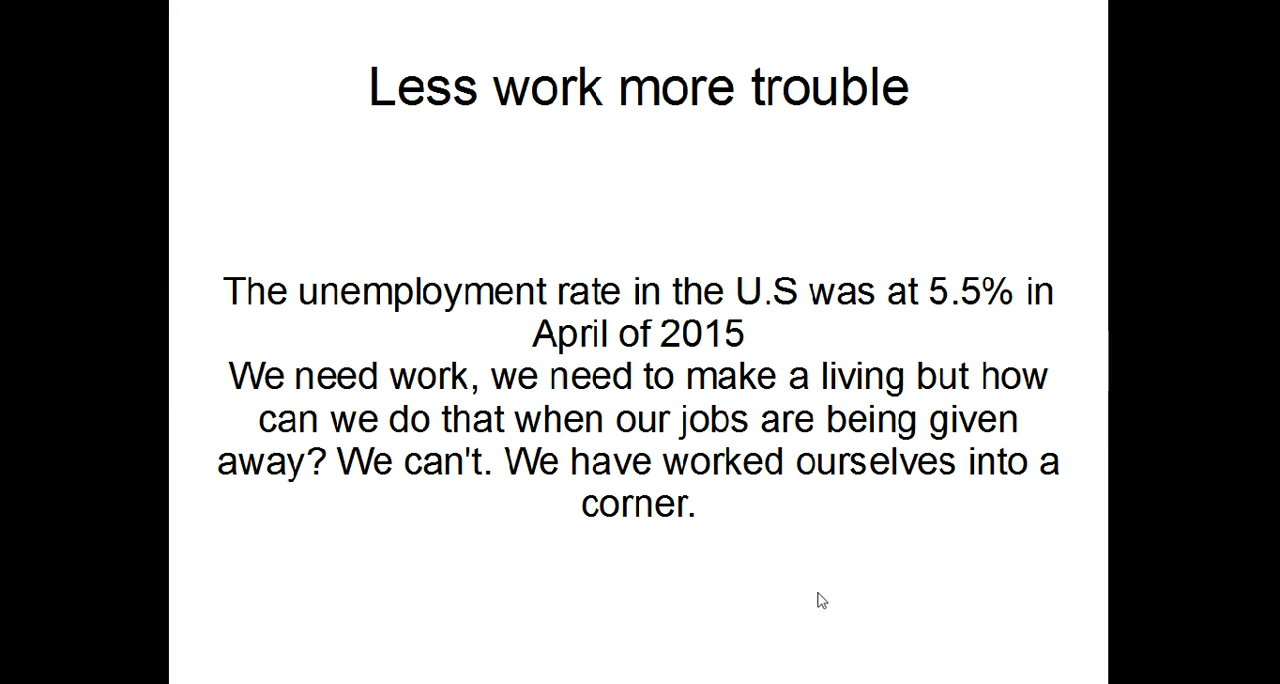 Less work more trouble
The unemployment rate in the U.S was at 5.5% in
April of 2015
We need work, we need to make a living but how
can we do that when our jobs are being given
away? We can't. We have worked ourselves into a
corner.